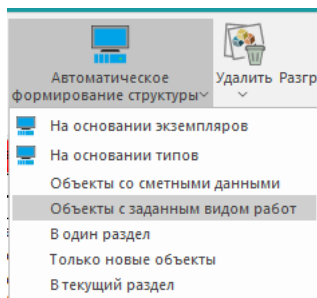 Автоматическое
формирование структуры
Удалить Разгр
На основании экземпляров
На основании типов
Объекты со сметными данными
Объекты с заданным видом работ
В один раздел
Только новые объекты
В текущий раздел